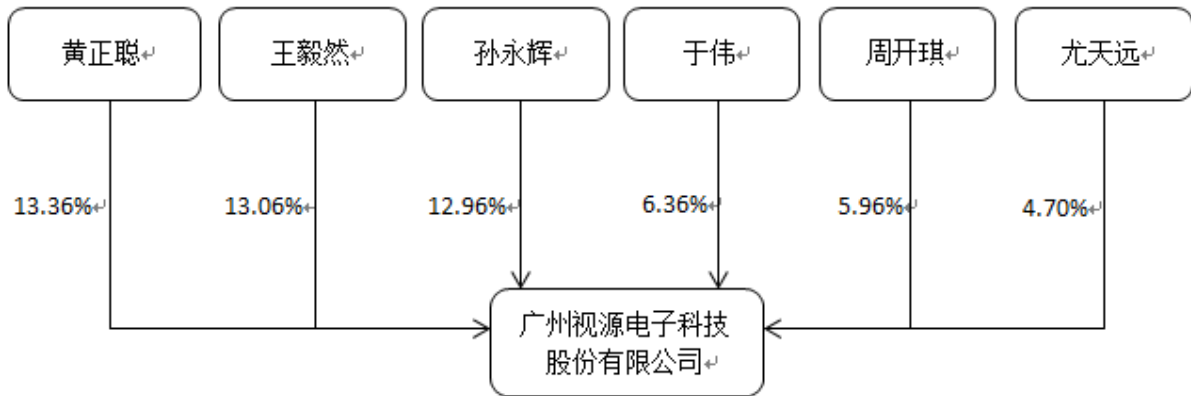 黄正聪
王毅然
孙永辉
于伟
周开琪
尤天远
13.36%
13.06%
12.96%
6.36%
5.96%
4.70%
广州视源电子科技
股份有限公司